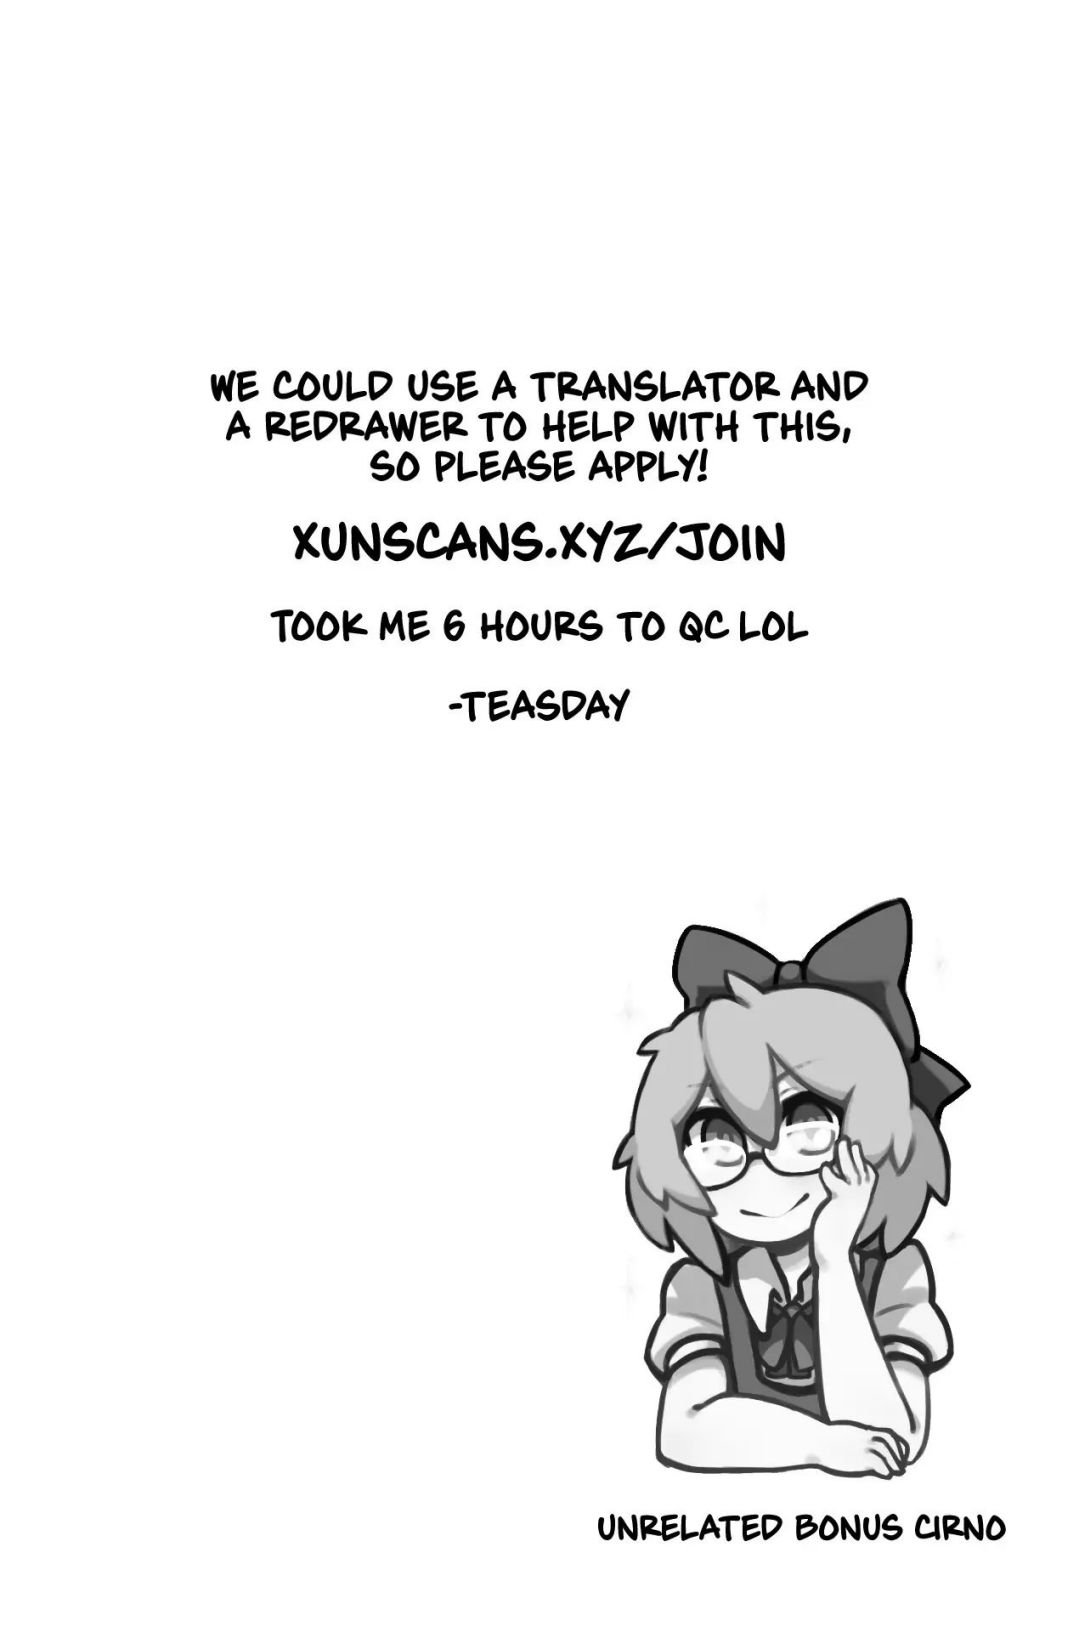 WE COULD USE A TRANSLATOR AND
A REDRAWER TO HELP WITH THIS,
SO PLEASE APPLY!
XUNSCANS.XYZ/JOIN
TOOK ME 6 HOURS TO QC LOL
-TEASDAY
UNRELATED BONUS CIRNO